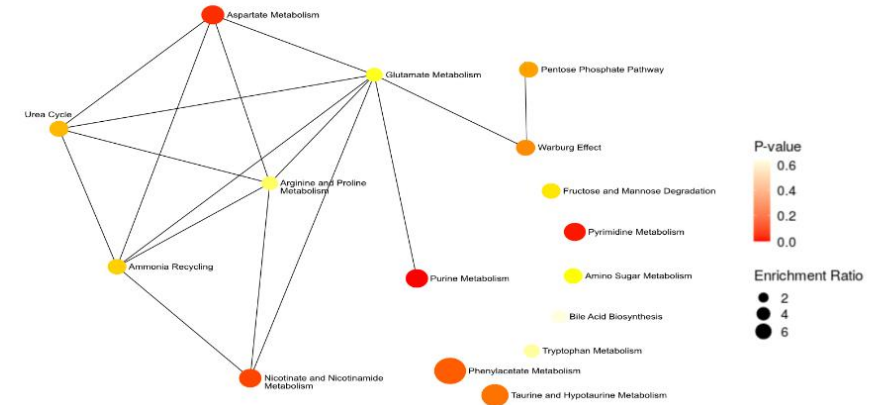 Aspartate Metabolism
Glutamate Metabolism
Pentose Phosphate Pathway
Urea Cycle
Warburg Effect
P-value
0.6
0.4
0.2
0.0
Arginine and Proline
Metabolism
Fructose and Mannose Degradation
Pyrimidine Metabolism
Ammonia Recycling
Purine Metabolism
Amino Sugar Metabolism
Enrichment Ratio
2
4
6
Bile Acid Biosynthesis
Tryptophan Metabolism
Phenylacetate Metabolism
Nicotinate and Nicotinamide
Metabolism
Taurine and Hypotaurine Metabolism